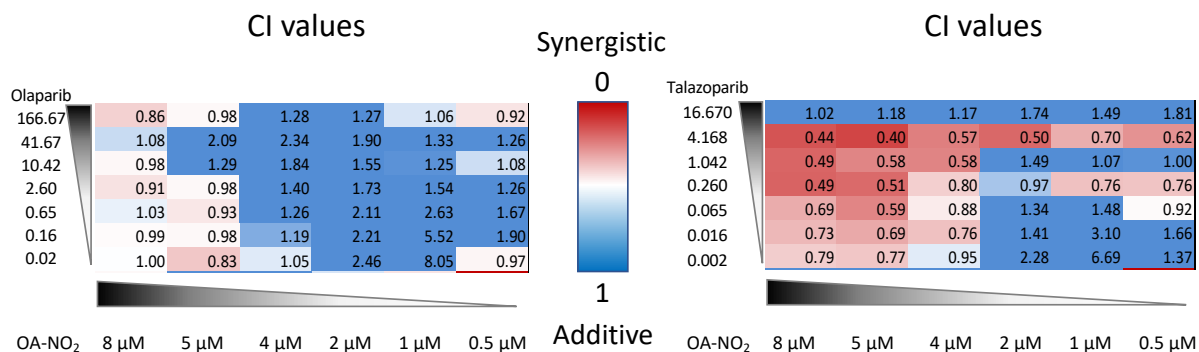 CI values
Olaparib
166.67 0.86 0.98 1.28 1.27 1.06 0.92
41.67 1.08 2.09 2.34 1.90 1.33 1.26
10.42 0.98 1.29 1.84 1.55 1.25 1.08
2.60 0.91 0.98 1.40 1.73 1.54 1.26
0.65 1.03 0.93 1.26 2.11 2.63 1.67
0.16 0.99 0.98 1.19 2.21 5.52 1.90
0.02 1.00 0.83 1.05 2.46 8.05 0.97
OA-NO₂ 8 µM 5 µM 4 µM 2 µM 1 µM 0.5 µM
Synergistic
0
1
Additive
CI values
Talazoparib
16.670 1.02 1.18 1.17 1.74 1.49 1.81
4.168 0.44 0.40 0.57 0.50 0.70 0.62
1.042 0.49 0.58 0.58 1.49 1.07 1.00
0.260 0.49 0.51 0.80 0.97 0.76 0.76
0.065 0.69 0.59 0.88 1.34 1.48 0.92
0.016 0.73 0.69 0.76 1.41 3.10 1.66
0.002 0.79 0.77 0.95 2.28 6.69 1.37
OA-NO₂ 8 µM 5 µM 4 µM 2 µM 1 µM 0.5 µM